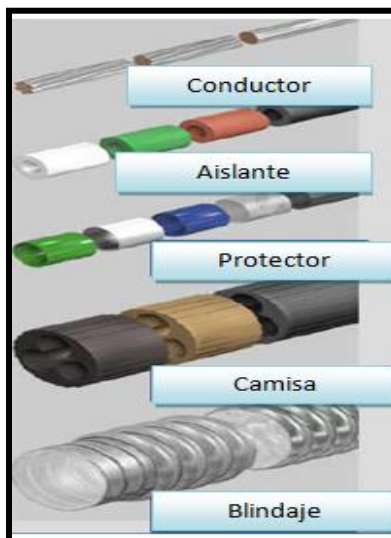 Conductor
Aislante
Protector
Camisa
Blindaje